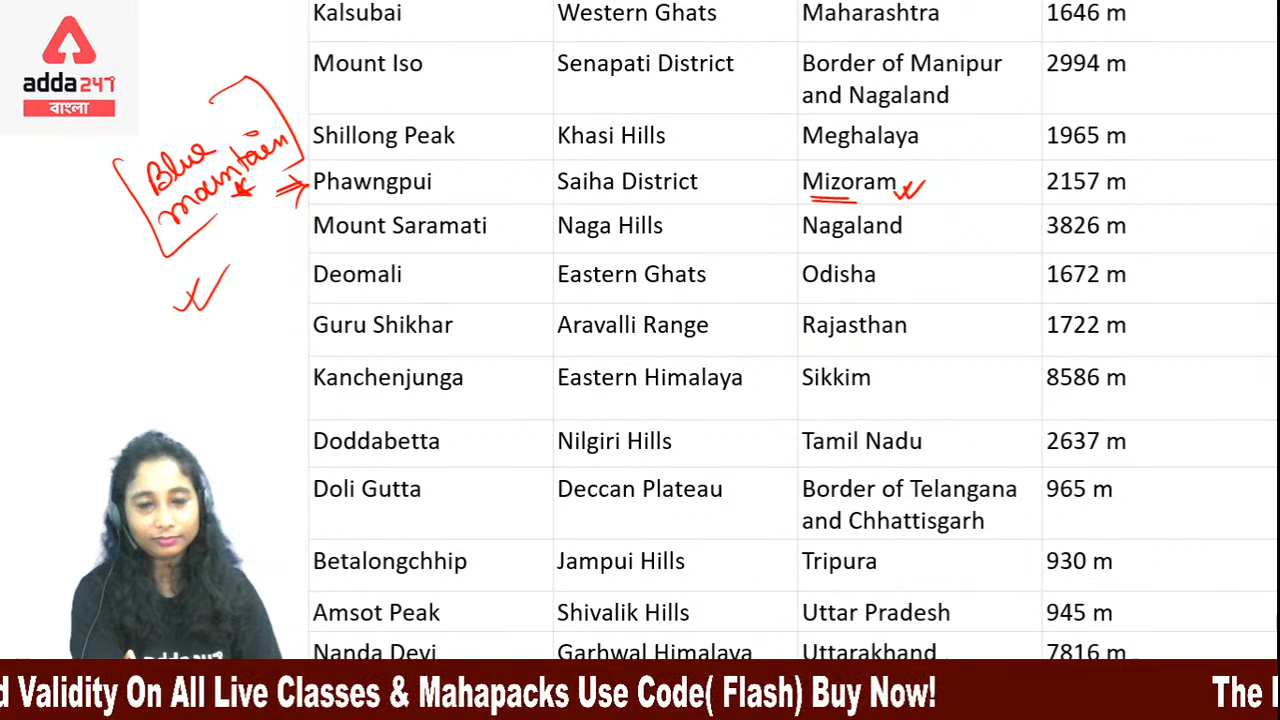 Kalsubai Western Ghats Maharashtra 1646 m
adda247
বাংলা
Mount Iso Senapati District Border of Manipur and Nagaland 2994 m
Shillong Peak Khasi Hills Meghalaya 1965 m
Blue
mountain
Phawngpui Saiha District Mizoram 2157 m
Mount Saramati Naga Hills Nagaland 3826 m
Deomali Eastern Ghats Odisha 1672 m
Guru Shikhar Aravalli Range Rajasthan 1722 m
Kanchenjunga Eastern Himalaya Sikkim 8586 m
Doddabetta Nilgiri Hills Tamil Nadu 2637 m
Doli Gutta Deccan Plateau Border of Telangana and Chhattisgarh 965 m
Betalongchhip Jampui Hills Tripura 930 m
Amsot Peak Shivalik Hills Uttar Pradesh 945 m
Nanda Devi Garhwal Himalaya Uttarakhand 7816 m
adda247
d Validity On All Live Classes & Mahapacks Use Code( Flash) Buy Now! The